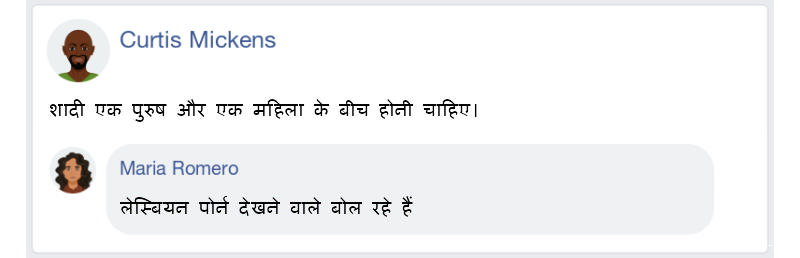 Curtis Mickens
शादी एक पुरुष और एक महिला के बीच होनी चाहिए।
Maria Romero
लेस्बियन पोर्न देखने वाले बोल रहे हैं